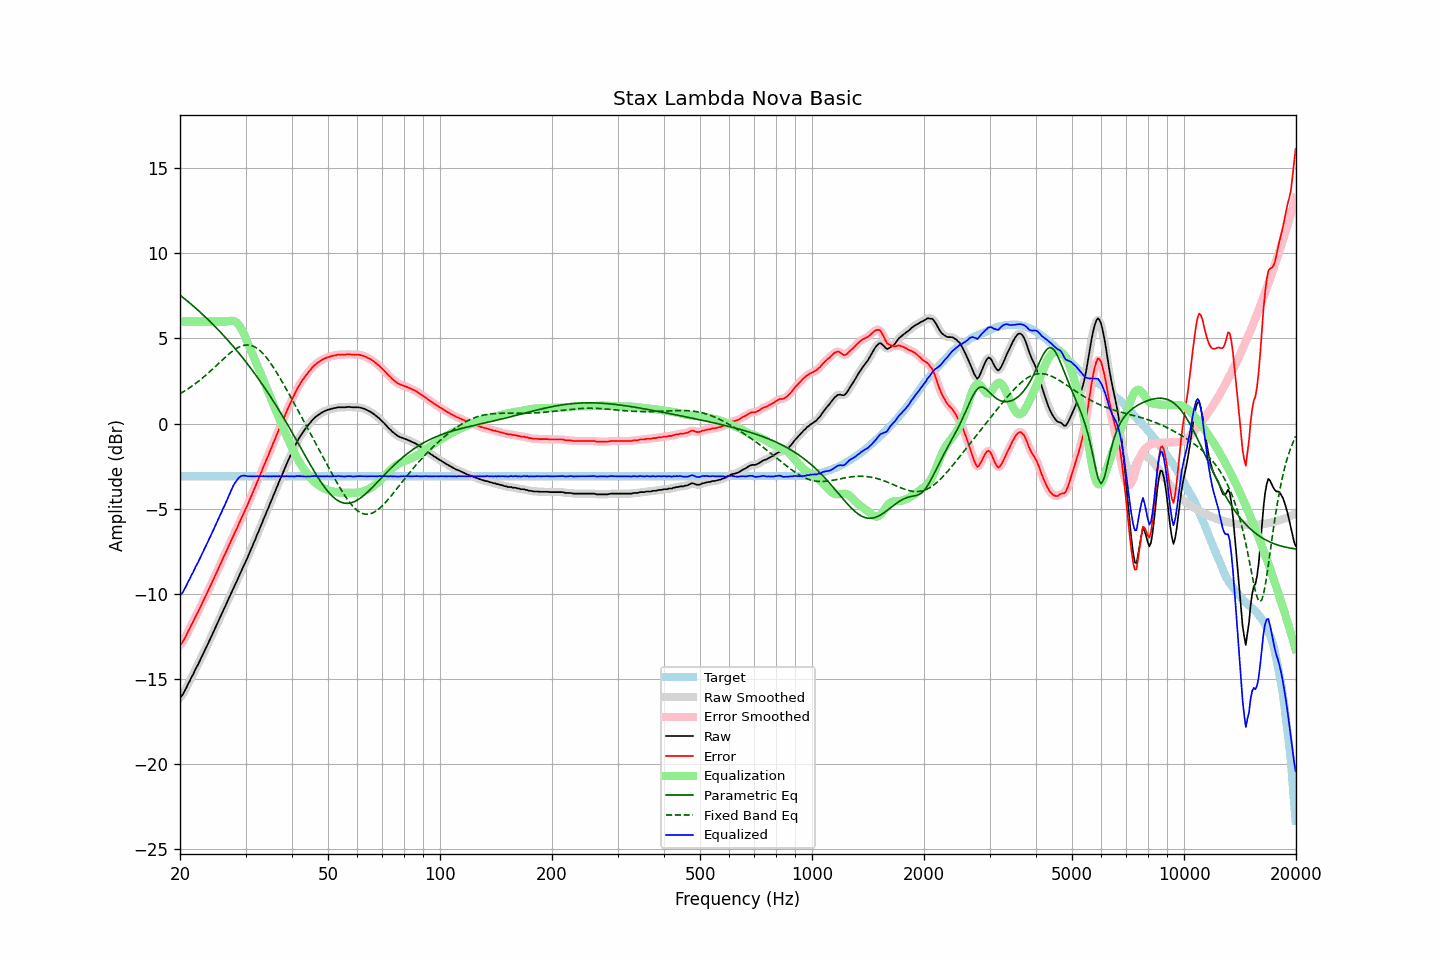 Stax Lambda Nova Basic
Amplitude (dBr)
15
10
5
0
−5
−10
−15
−20
−25
Target
Raw Smoothed
Error Smoothed
Raw
Error
Equalization
Parametric Eq
Fixed Band Eq
Equalized
20 50 100 200 500 1000 2000 5000 10000 20000
Frequency (Hz)